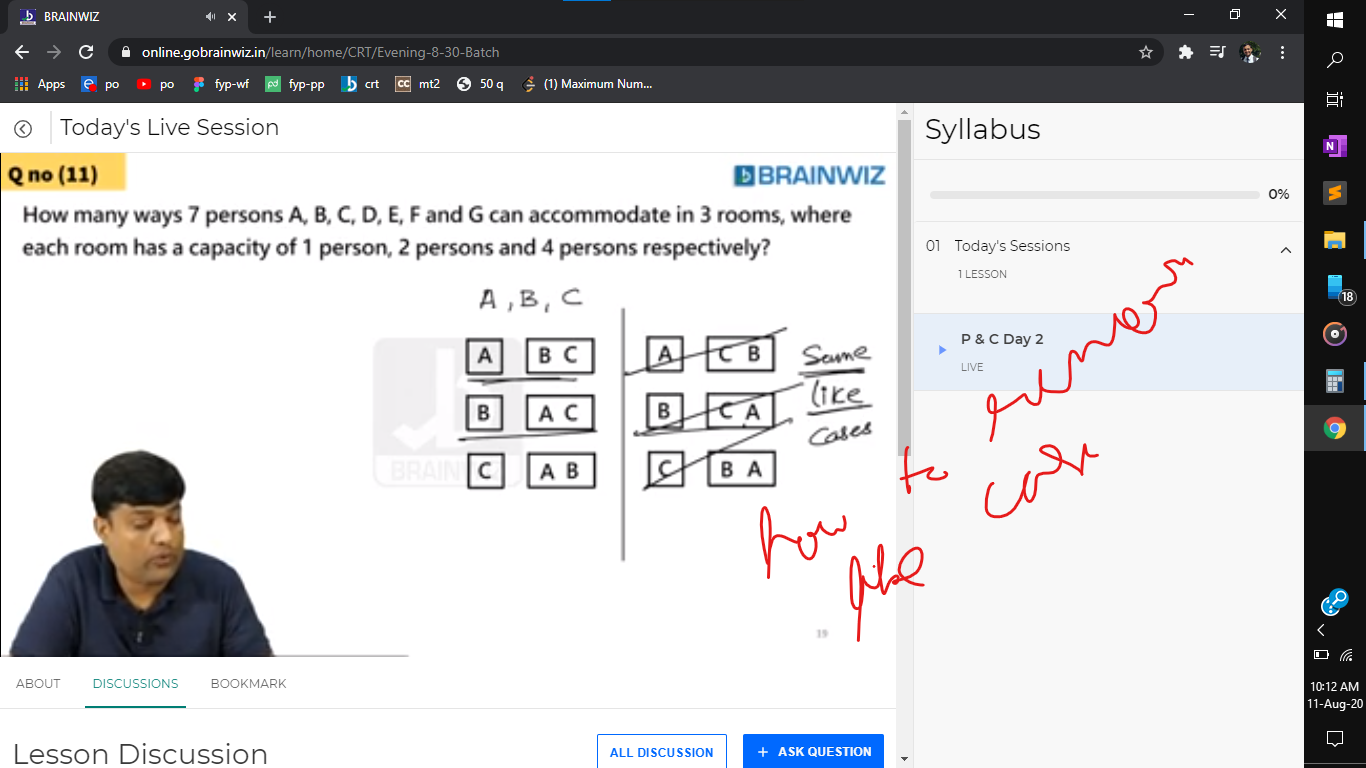 BRAINWIZ
online.gobrainwiz.in/learn/home/CRT/Evening-8-30-Batch
Apps po po fyp-wf fyp-pp crt CC mt2 50 q (1) Maximum Num...
Today's Live Session
Q no (11)
BRAINWIZ
How many ways 7 persons A, B, C, D, E, F and G can accommodate in 3 rooms, where
each room has a capacity of 1 person, 2 persons and 4 persons respectively?
A , B , C
A B C A C B Same
B A C B C A like
C A B C B A cases
BRAINWIZ
how to
19
ABOUT DISCUSSIONS BOOKMARK
Lesson Discussion
ALL DISCUSSION
+ ASK QUESTION
Syllabus
0%
01 Today's Sessions
1 LESSON
P & C Day 2
LIVE
18
10:12 AM
11-Aug-20